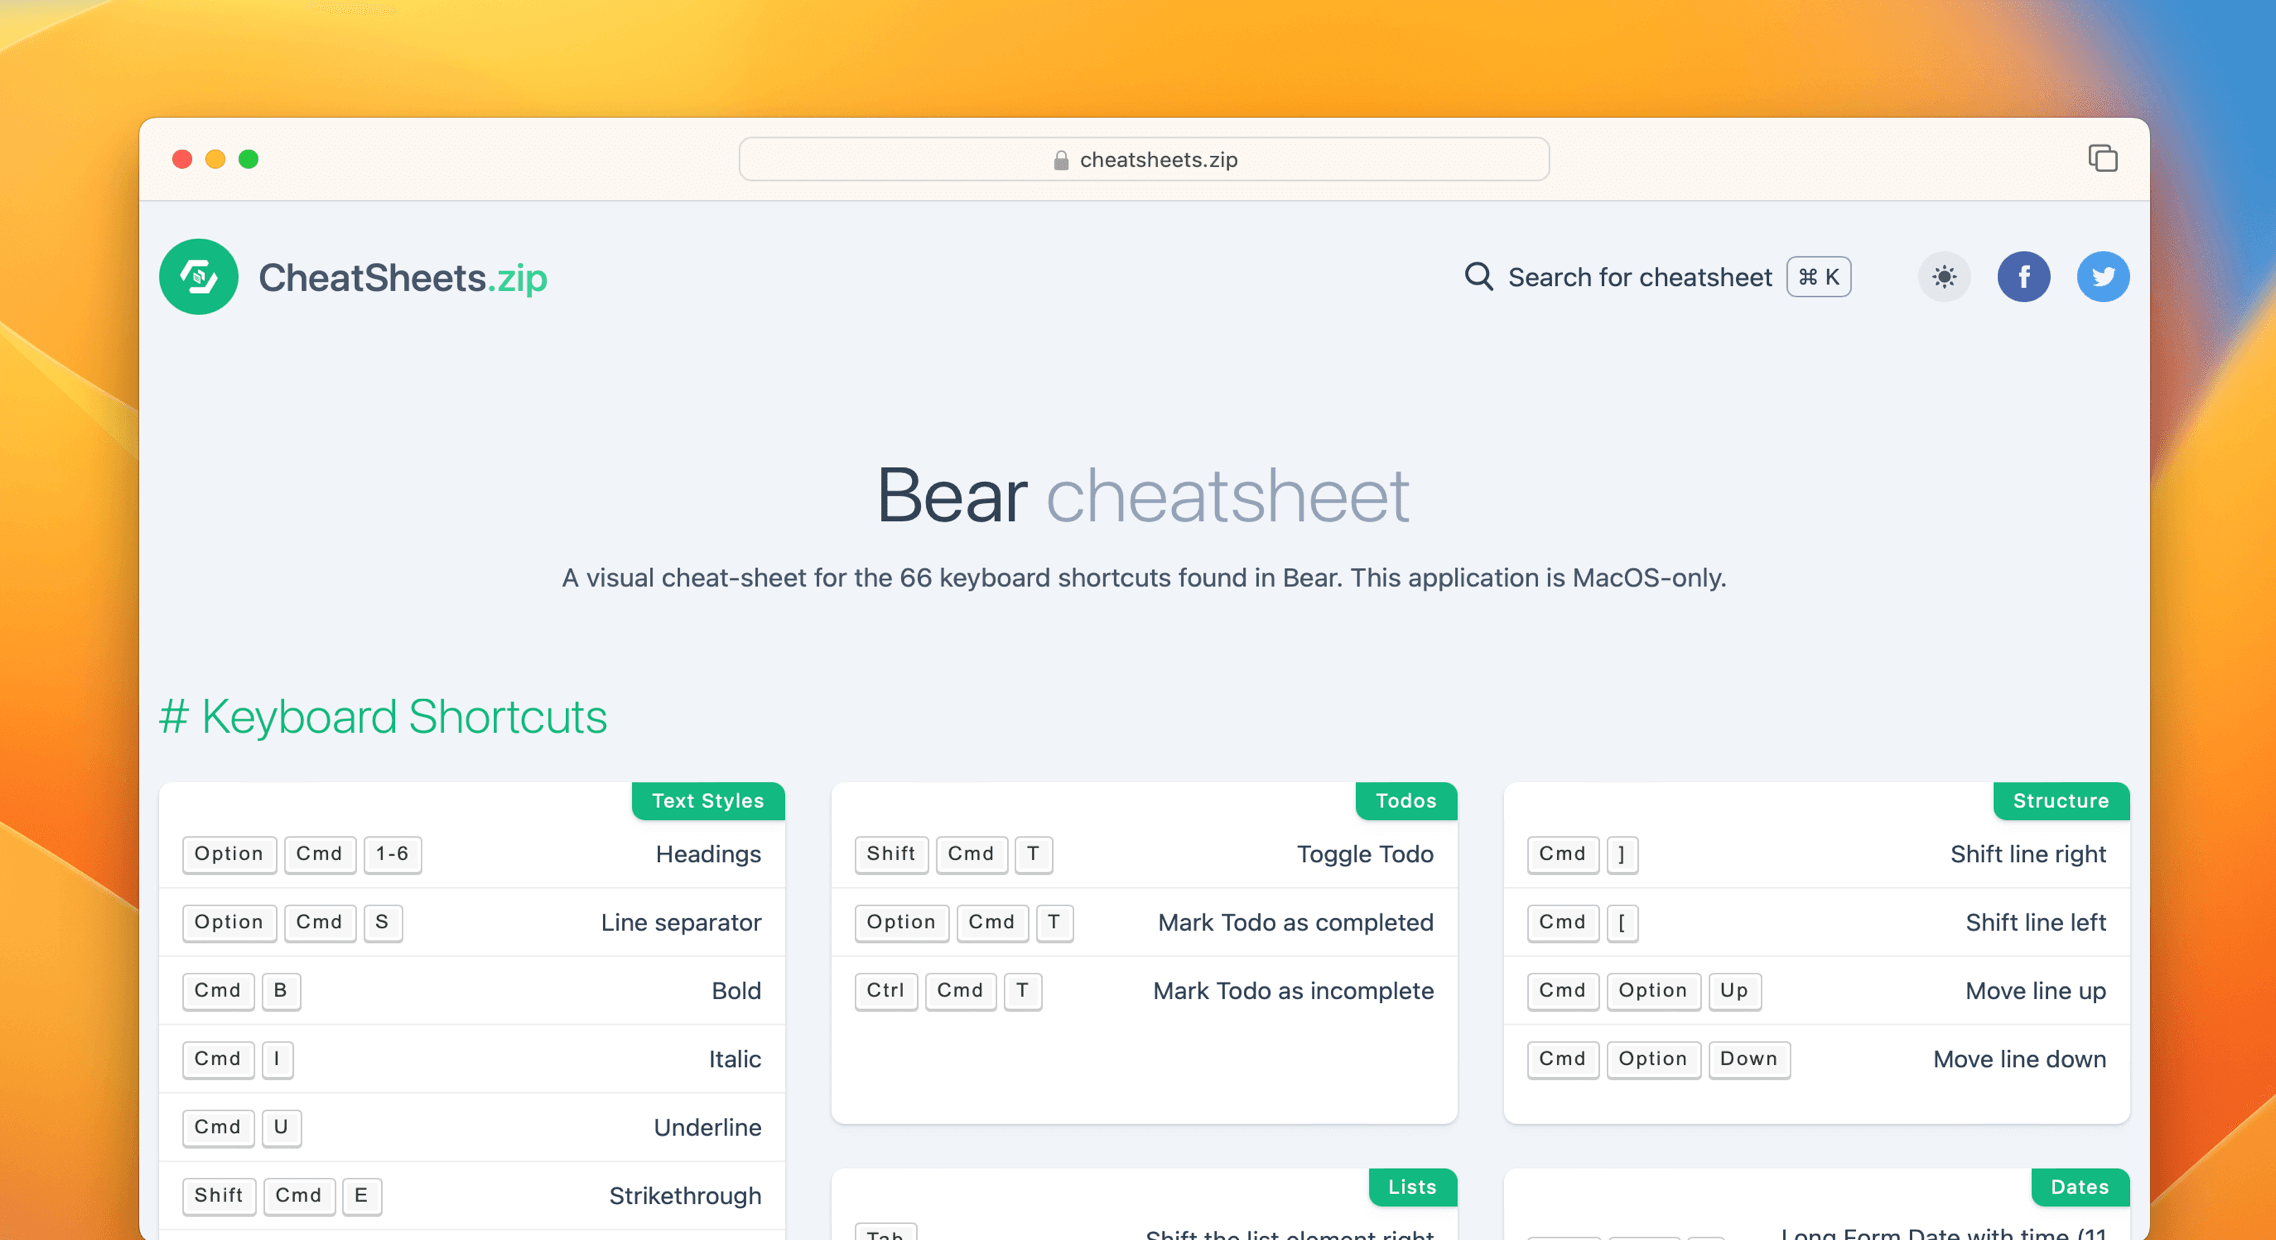 cheatsheets.zip
CheatSheets.zip
Search for cheatsheet ⌘ K
f
Bear cheatsheet
A visual cheat-sheet for the 66 keyboard shortcuts found in Bear. This application is MacOS-only.
# Keyboard Shortcuts
Text Styles
Option Cmd 1-6 Headings
Option Cmd S Line separator
Cmd B Bold
Cmd I Italic
Cmd U Underline
Shift Cmd E Strikethrough
Todos
Shift Cmd T Toggle Todo
Option Cmd T Mark Todo as completed
Ctrl Cmd T Mark Todo as incomplete
Structure
Cmd ] Shift line right
Cmd [ Shift line left
Cmd Option Up Move line up
Cmd Option Down Move line down
Lists
Tab Shift the list element right
Dates
Long Form Date with time (11